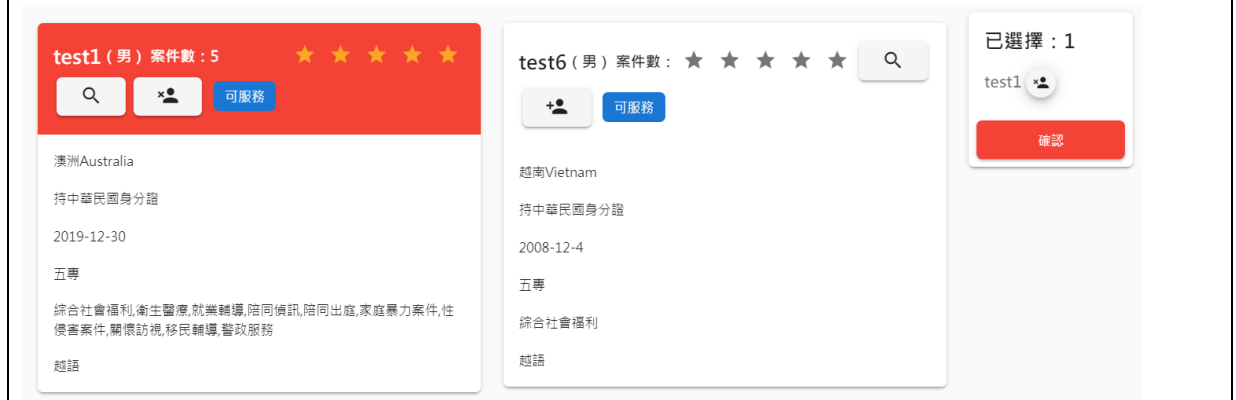 test1 (男) 案件數:5
可服務
澳洲Australia
持中華民國身分證
2019-12-30
五專
綜合社會福利,衛生醫療,就業輔導,陪同偵訊,陪同出庭,家庭暴力案件,性
侵害案件,關懷訪視,移民輔導,警政服務
越語
test6 (男) 案件數:
可服務
越南Vietnam
持中華民國身分證
2008-12-4
五專
綜合社會福利
越語
已選擇:1
test1
確認